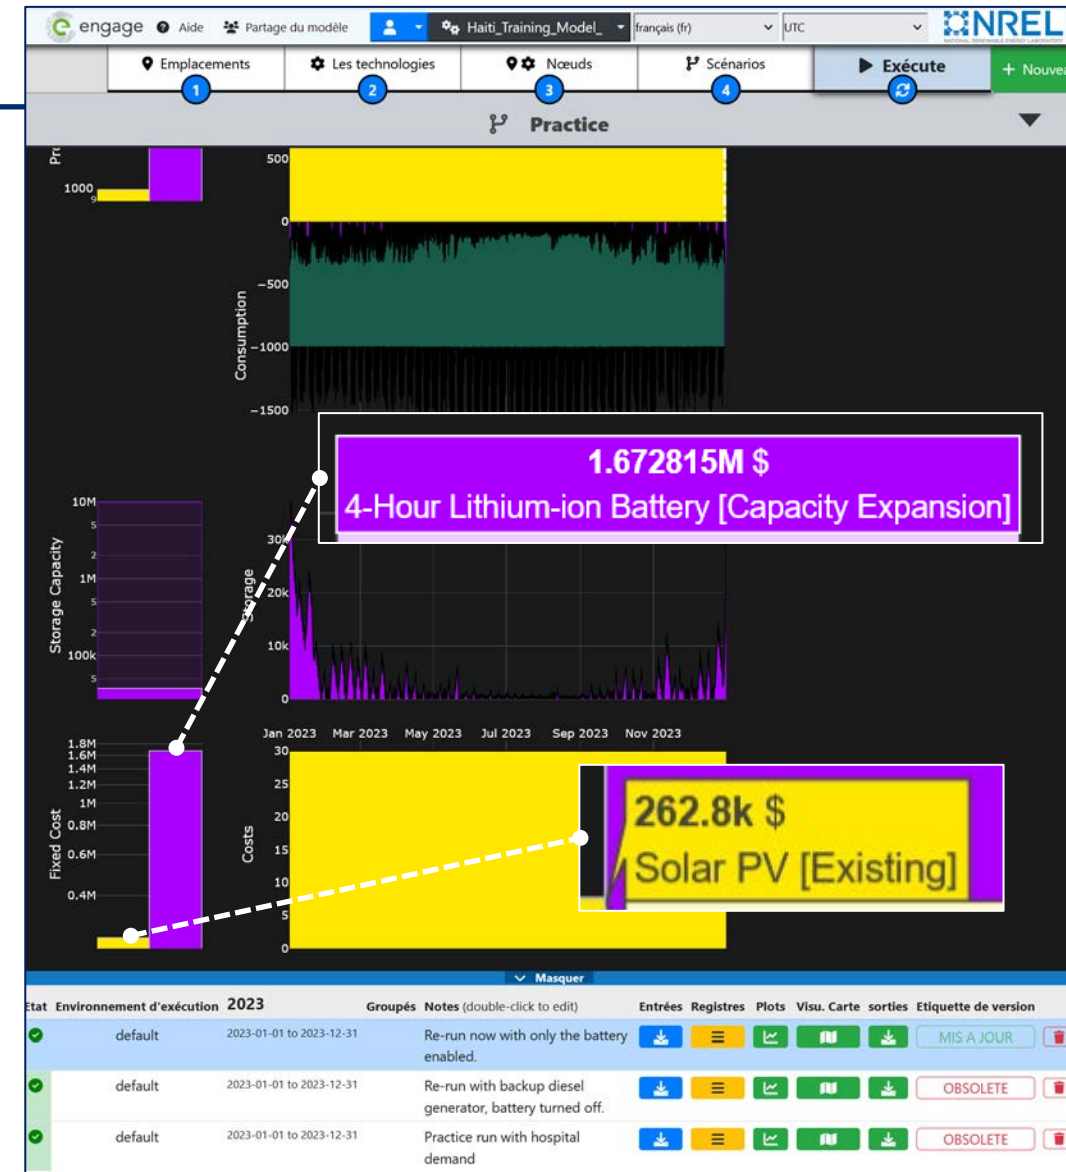 engage Aide Partage du modèle Haiti_Training_Model_ français (fr) UTC NREL
NATIONAL RENEWABLE ENERGY LABORATORY
Emplacements Les technologies Nœuds Scénarios Exécute + Nouvea
1 2 3 4
Practice
500
1000
9
0
−500
−1000
−1500
Consumption
1.672815M $
4-Hour Lithium-ion Battery [Capacity Expansion]
10M
5
2
1M
5
2
100k
5
Storage Capacity
30k
20k
10k
0
Storage
Jan 2023 Mar 2023 May 2023 Jul 2023 Sep 2023 Nov 2023
1.8M
1.6M
1.4M
1.2M
1M
0.8M
0.6M
0.4M
Fixed Cost
30
25
20
15
10
5
0
Costs
262.8k $
Solar PV [Existing]
Masquer
Etat Environnement d'exécution 2023 Groupés Notes (double-click to edit) Entrées Registres Plots Visu. Carte sorties Etiquette de version
default 2023-01-01 to 2023-12-31 Re-run now with only the battery MIS A JOUR
enabled.
default 2023-01-01 to 2023-12-31 Re-run with backup diesel OBSOLETE
generator, battery turned off.
default 2023-01-01 to 2023-12-31 Practice run with hospital OBSOLETE
demand